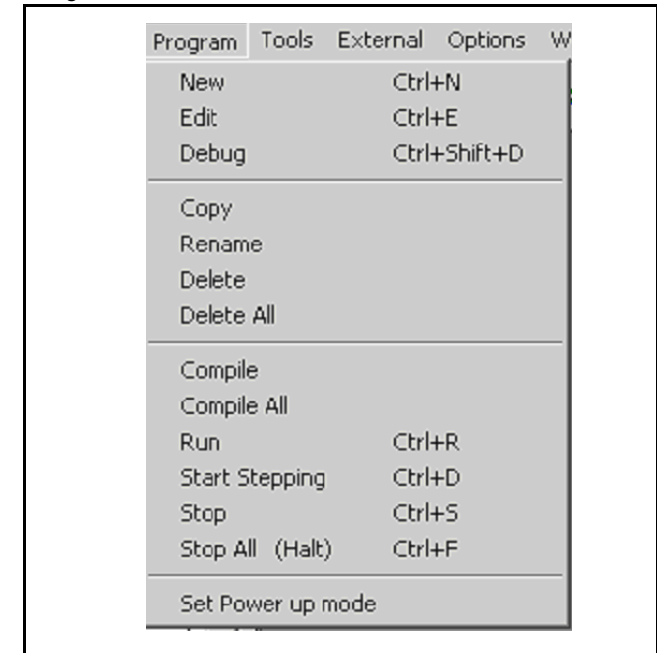 Program Tools External Options W
New Ctrl+N
Edit Ctrl+E
Debug Ctrl+Shift+D
Copy
Rename
Delete
Delete All
Compile
Compile All
Run Ctrl+R
Start Stepping Ctrl+D
Stop Ctrl+S
Stop All (Halt) Ctrl+F
Set Power up mode